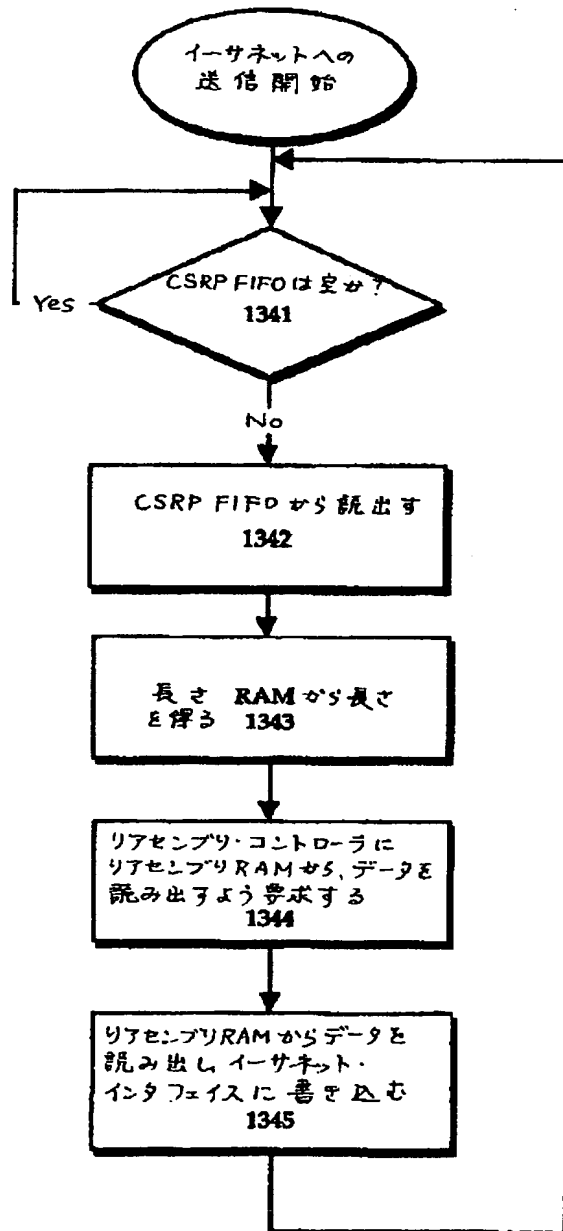 イーサネットへの
送信開始
CSRP FIFOは空か?
1341
Yes
No
CSRP FIFOから読出す
1342
長さ RAMから長さ
を得る 1343
リアセンブリ・コントローラに
リアセンブリRAMから、データを
読み出すよう要求する
1344
リアセンブリRAMからデータを
読み出し、イーサネット・
インタフェイスに書き込む
1345